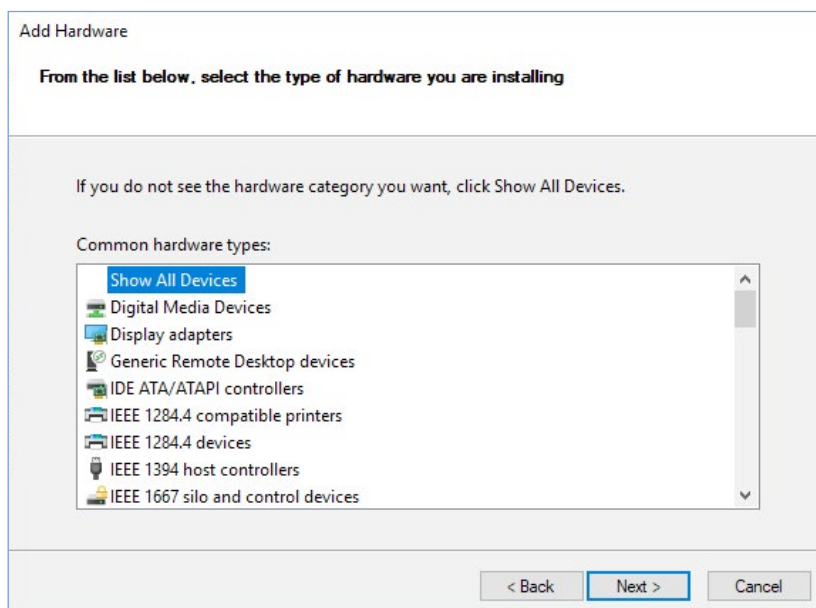 Add Hardware
From the list below, select the type of hardware you are installing
If you do not see the hardware category you want, click Show All Devices.
Common hardware types:
Show All Devices
Digital Media Devices
Display adapters
Generic Remote Desktop devices
IDE ATA/ATAPI controllers
IEEE 1284.4 compatible printers
IEEE 1284.4 devices
IEEE 1394 host controllers
IEEE 1667 silo and control devices
< Back Next > Cancel